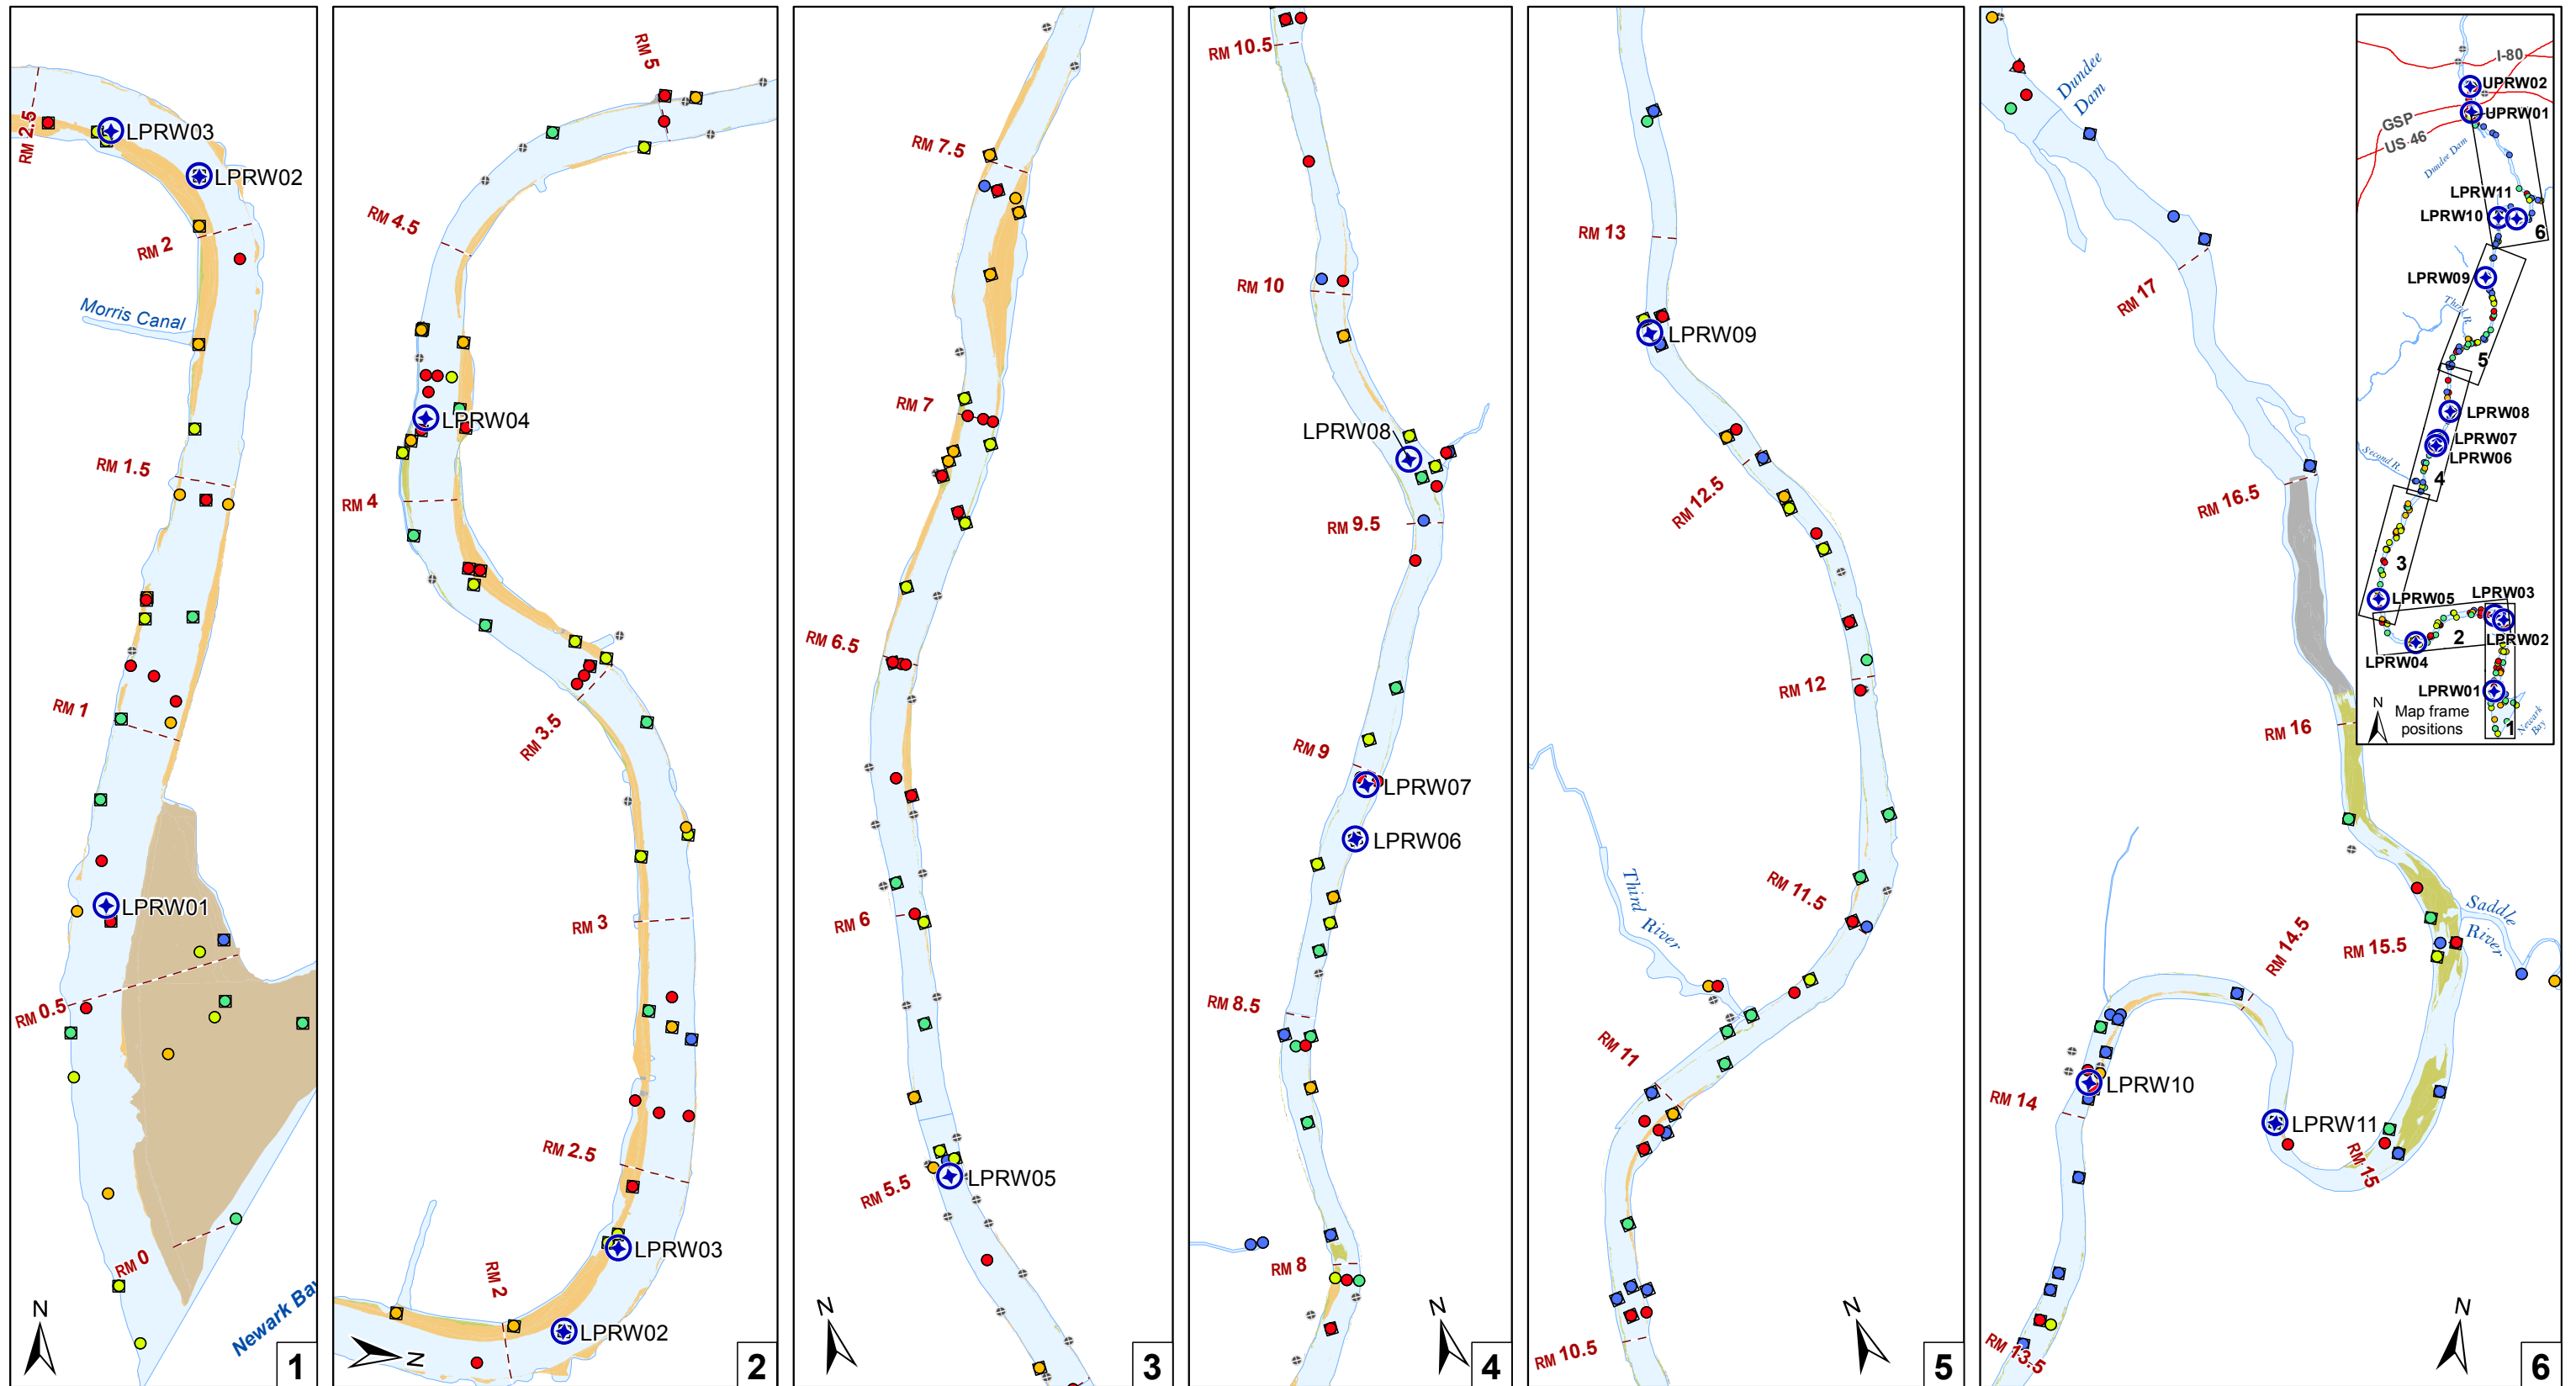 RM 2.5
LPRW03
LPRW02
RM 2
Morris Canal
RM 1.5
RM 1
LPRW01
RM 0.5
RM 0
Newark Bay
N
1
RM 5
RM 4.5
LPRW04
RM 4
RM 3.5
RM 3
RM 2.5
LPRW03
RM 2
LPRW02
N
2
RM 7.5
RM 7
RM 6.5
RM 6
RM 5.5
LPRW05
N
3
RM 10.5
RM 10
LPRW08
RM 9.5
RM 9
LPRW07
LPRW06
RM 8.5
RM 8
N
4
RM 13
LPRW09
RM 12.5
RM 12
RM 11.5
Third
River
RM 11
RM 10.5
N
5
Dundee
Dam
RM 17
RM 16.5
RM 16
Saddle
River
RM 15.5
RM 14.5
LPRW10
RM 14
LPRW11
RM 15
RM 13.5
N
6
I-80
UPRW02
UPRW01
GSP
US 46
Dundee Dam
LPRW11
LPRW10
6
LPRW09
Third R.
5
LPRW08
LPRW07
LPRW06
Second R.
4
3
LPRW05
LPRW03
2
LPRW02
LPRW04
LPRW01
N
Map frame
positions
1
Newark
Bay